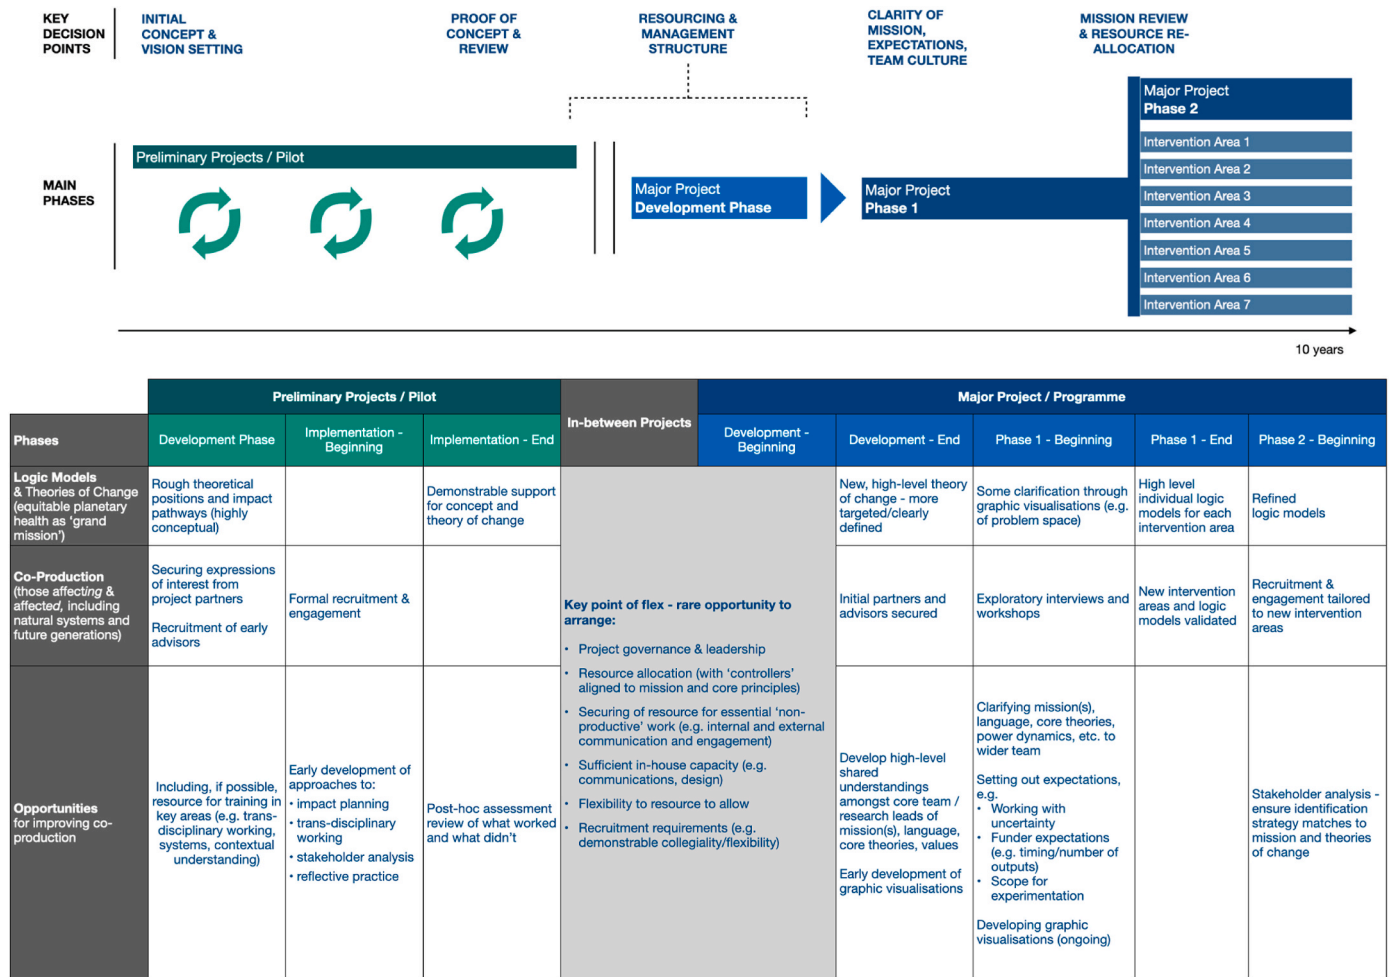 KEY
DECISION
POINTS
INITIAL
CONCEPT &
VISION SETTING
PROOF OF
CONCEPT &
REVIEW
RESOURCING &
MANAGEMENT
STRUCTURE
CLARITY OF
MISSION,
EXPECTATIONS,
TEAM CULTURE
MISSION REVIEW
& RESOURCE RE-
ALLOCATION
MAIN
PHASES
Preliminary Projects / Pilot
Major Project
Development Phase
Major Project
Phase 1
Major Project
Phase 2
Intervention Area 1
Intervention Area 2
Intervention Area 3
Intervention Area 4
Intervention Area 5
Intervention Area 6
Intervention Area 7
10 years
Preliminary Projects / Pilot
In-between Projects
Major Project / Programme
Phases
Development Phase
Implementation -
Beginning
Implementation - End
Development -
Beginning
Development - End
Phase 1 - Beginning
Phase 1 - End
Phase 2 - Beginning
Logic Models
& Theories of Change
(equitable planetary
health as 'grand
mission')
Rough theoretical
positions and impact
pathways (highly
conceptual)
Demonstrable support
for concept and
theory of change
New, high-level theory
of change - more
targeted/clearly
defined
Some clarification through
graphic visualisations (e.g.
of problem space)
High level
individual logic
models for each
intervention area
Refined
logic models
Co-Production
(those affecting &
affected, including
natural systems and
future generations)
Securing expressions
of interest from
project partners
Recruitment of early
advisors
Formal recruitment &
engagement
Key point of flex - rare opportunity to
arrange:
• Project governance & leadership
• Resource allocation (with 'controllers'
aligned to mission and core principles)
• Securing of resource for essential 'non-
productive' work (e.g. internal and external
communication and engagement)
• Sufficient in-house capacity (e.g.
communications, design)
• Flexibility to resource to allow
• Recruitment requirements (e.g.
demonstrable collegiality/flexibility)
Initial partners and
advisors secured
Exploratory interviews and
workshops
New intervention
areas and logic
models validated
Recruitment &
engagement tailored
to new intervention
areas
Opportunities
for improving co-
production
Including, if possible,
resource for training in
key areas (e.g. trans-
disciplinary working,
systems, contextual
understanding)
Early development of
approaches to:
• impact planning
• trans-disciplinary
working
• stakeholder analysis
• reflective practice
Post-hoc assessment
review of what worked
and what didn't
Develop high-level
shared
understandings
amongst core team /
research leads of
mission(s), language,
core theories, values
Early development of
graphic visualisations
Clarifying mission(s),
language, core theories,
power dynamics, etc. to
wider team
Setting out expectations,
e.g.
• Working with
uncertainty
• Funder expectations
(e.g. timing/number of
outputs)
• Scope for
experimentation
Developing graphic
visualisations (ongoing)
Stakeholder analysis -
ensure identification
strategy matches to
mission and theories
of change